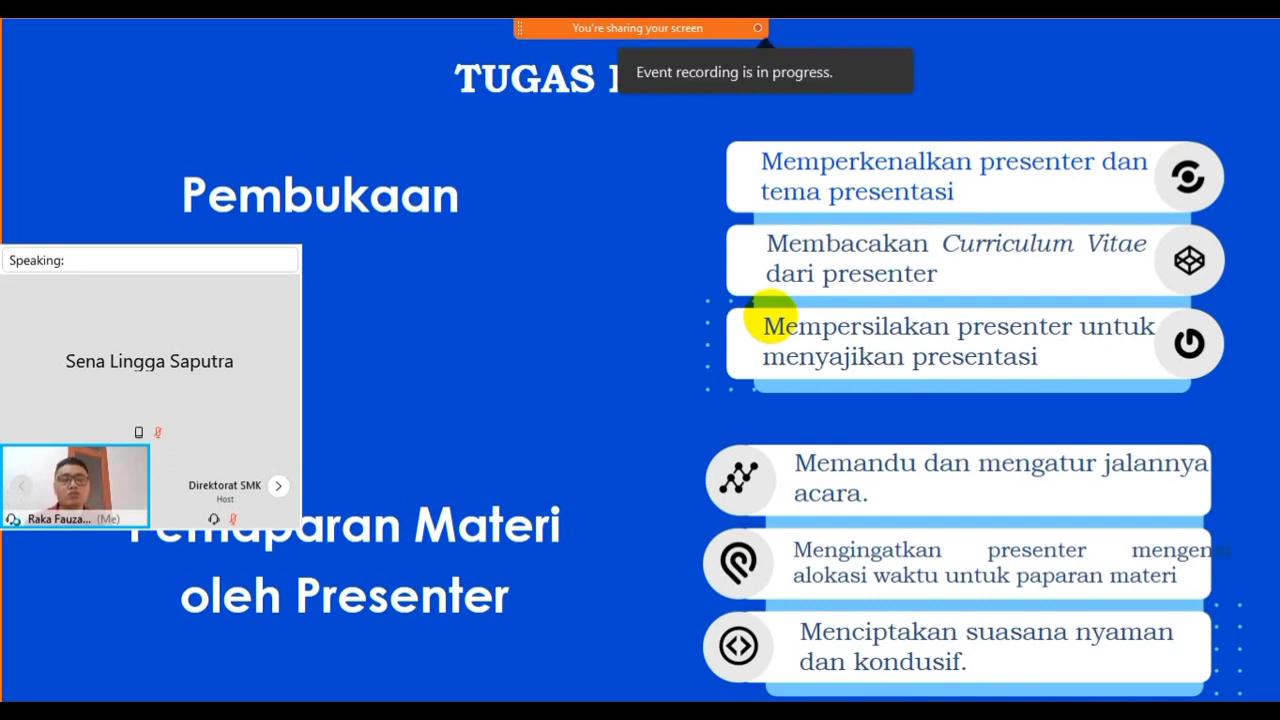 You're sharing your screen
Event recording is in progress.
TUGAS
Pembukaan
Memperkenalkan presenter dan
tema presentasi
Membacakan Curriculum Vitae
dari presenter
Mempersilakan presenter untuk
menyajikan presentasi
Speaking:
Sena Lingga Saputra
Direktorat SMK
Host
Raka Fauza... (Me)
Pemaparan Materi
oleh Presenter
Memandu dan mengatur jalannya
acara.
Mengingatkan presenter mengenai
alokasi waktu untuk paparan materi
Menciptakan suasana nyaman
dan kondusif.